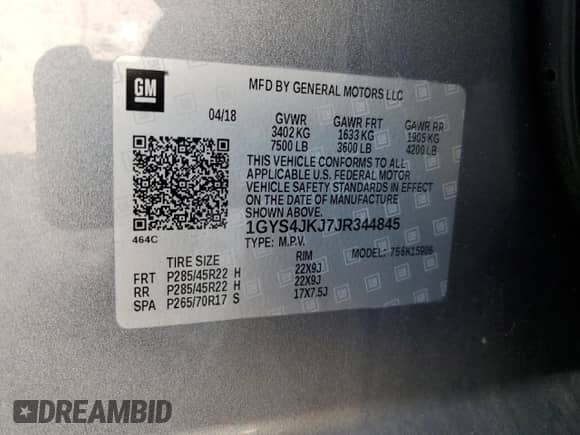 GM
MFD BY GENERAL MOTORS LLC
04/18 GVWR GAWR FRT GAWR RR
3402 KG 1633 KG 1905 KG
7500 LB 3600 LB 4200 LB
THIS VEHICLE CONFORMS TO ALL
APPLICABLE U.S. FEDERAL MOTOR
VEHICLE SAFETY STANDARDS IN EFFECT
ON THE DATE OF MANUFACTURE SHOWN ABOVE.
464C
1GYS4JKJ7JR344845
TYPE: M.P.V. MODEL:
TIRE SIZE RIM
FRT P285/45R22 H 22X9J
RR P285/45R22 H 22X9J
SPA P265/70R17 S 17X7.5J
DREAMBID